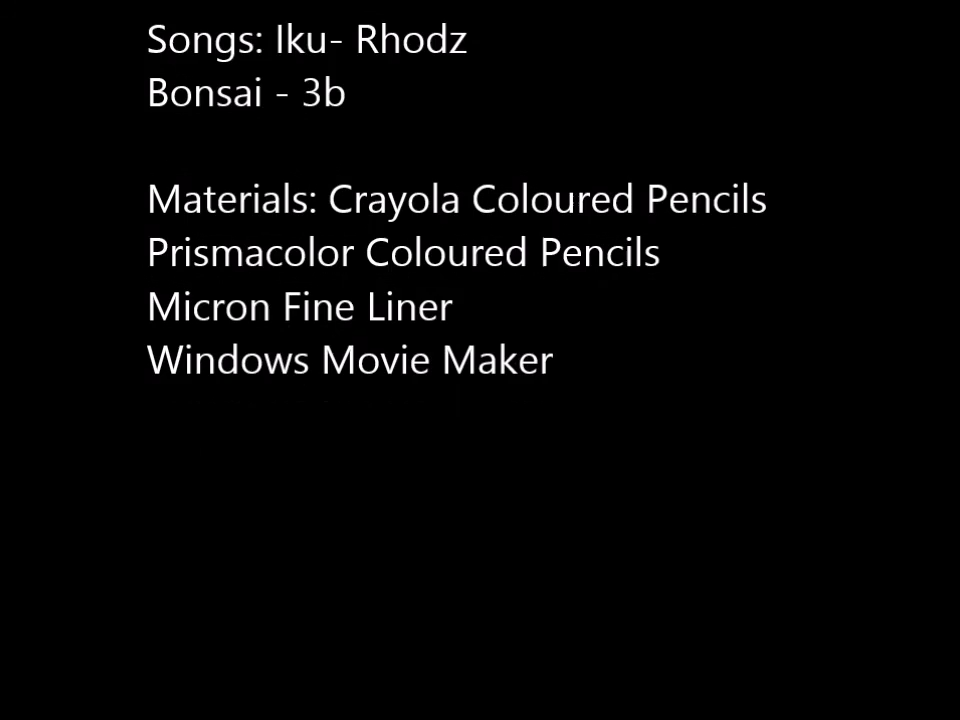 Songs: Iku- Rhodz
Bonsai - 3b
Materials: Crayola Coloured Pencils
Prismacolor Coloured Pencils
Micron Fine Liner
Windows Movie Maker